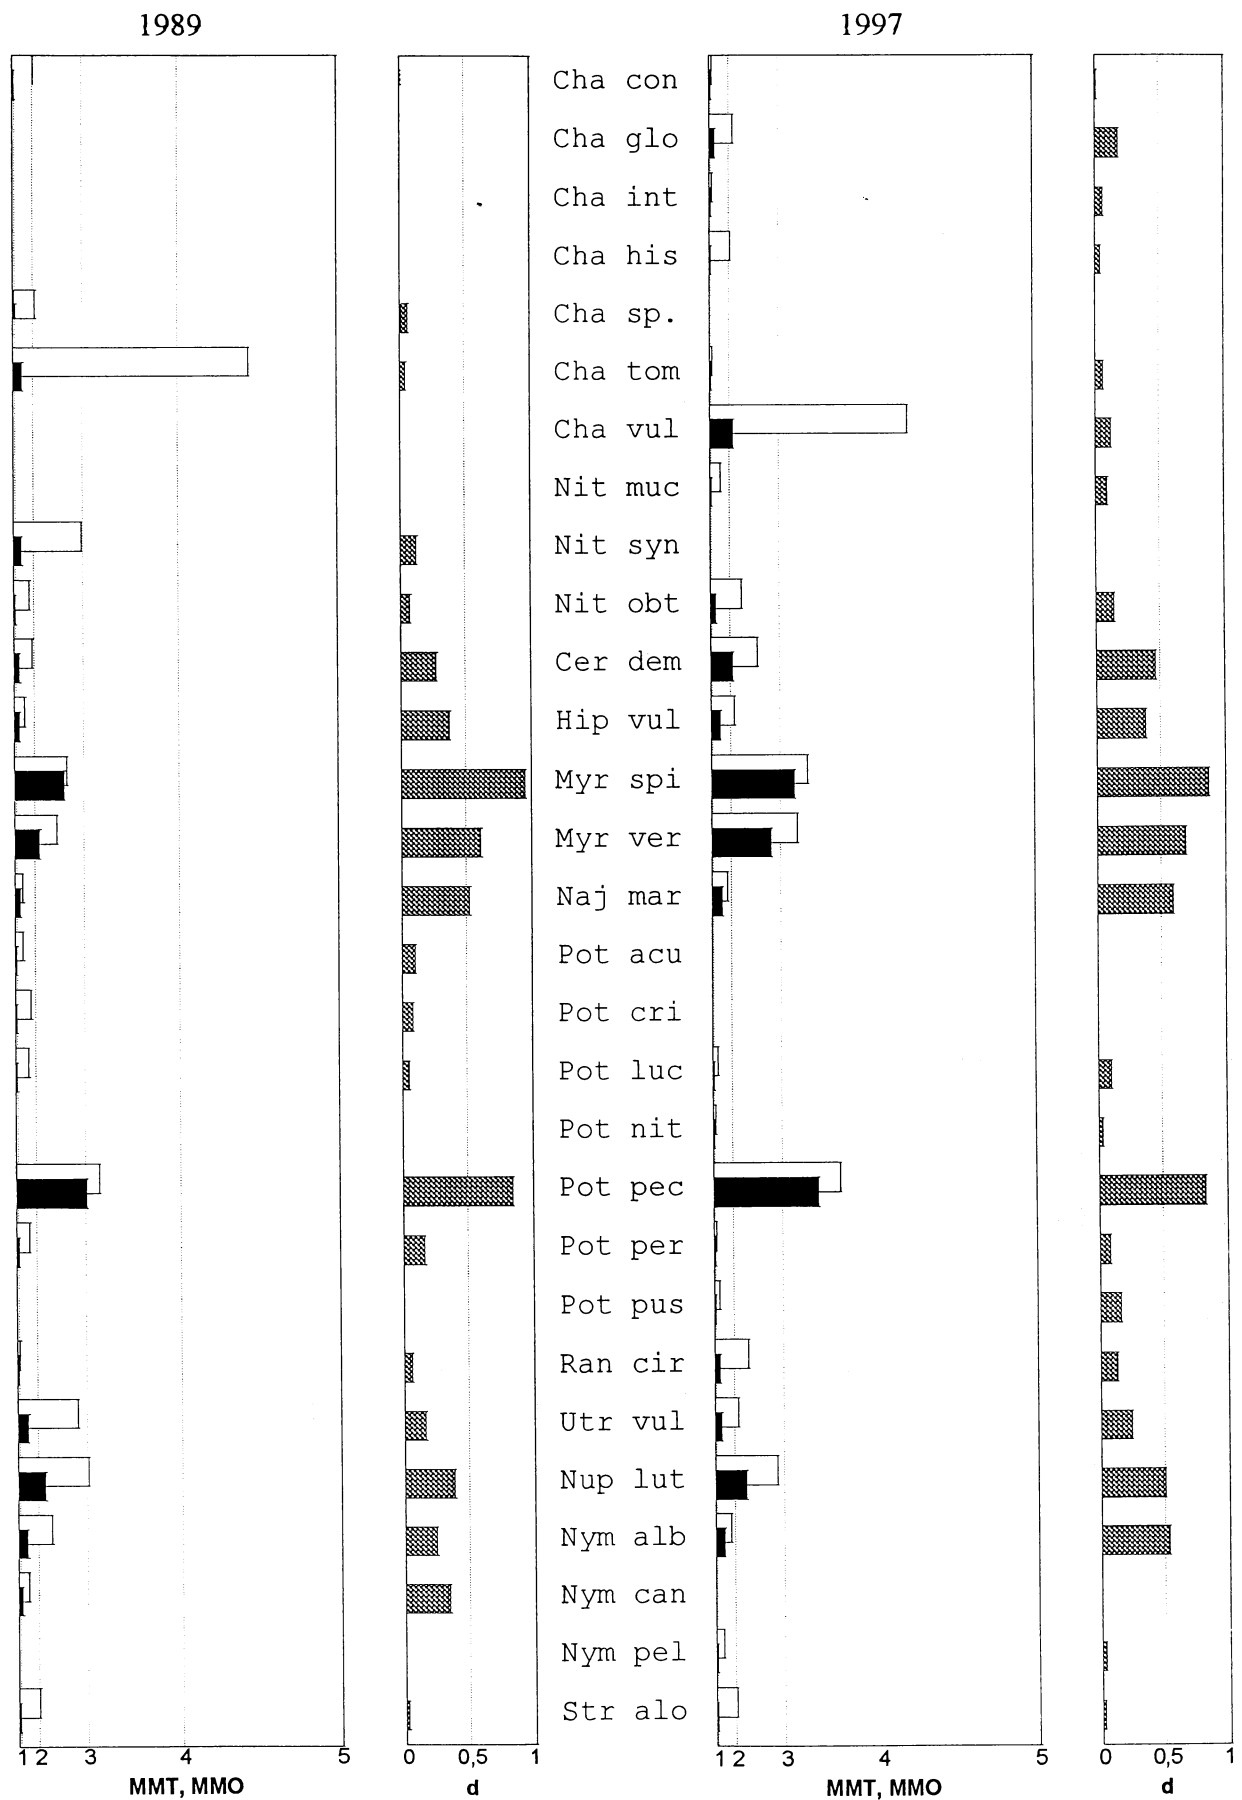 1989 1997
Cha con
Cha glo
Cha int
Cha his
Cha sp.
Cha tom
Cha vul
Nit muc
Nit syn
Nit obt
Cer dem
Hip vul
Myr spi
Myr ver
Naj mar
Pot acu
Pot cri
Pot luc
Pot nit
Pot pec
Pot per
Pot pus
Ran cir
Utr vul
Nup lut
Nym alb
Nym can
Nym pel
Str alo
1 2 3 4 5 0 0,5 1 1 2 3 4 5 0 0,5 1
MMT, MMO d MMT, MMO d